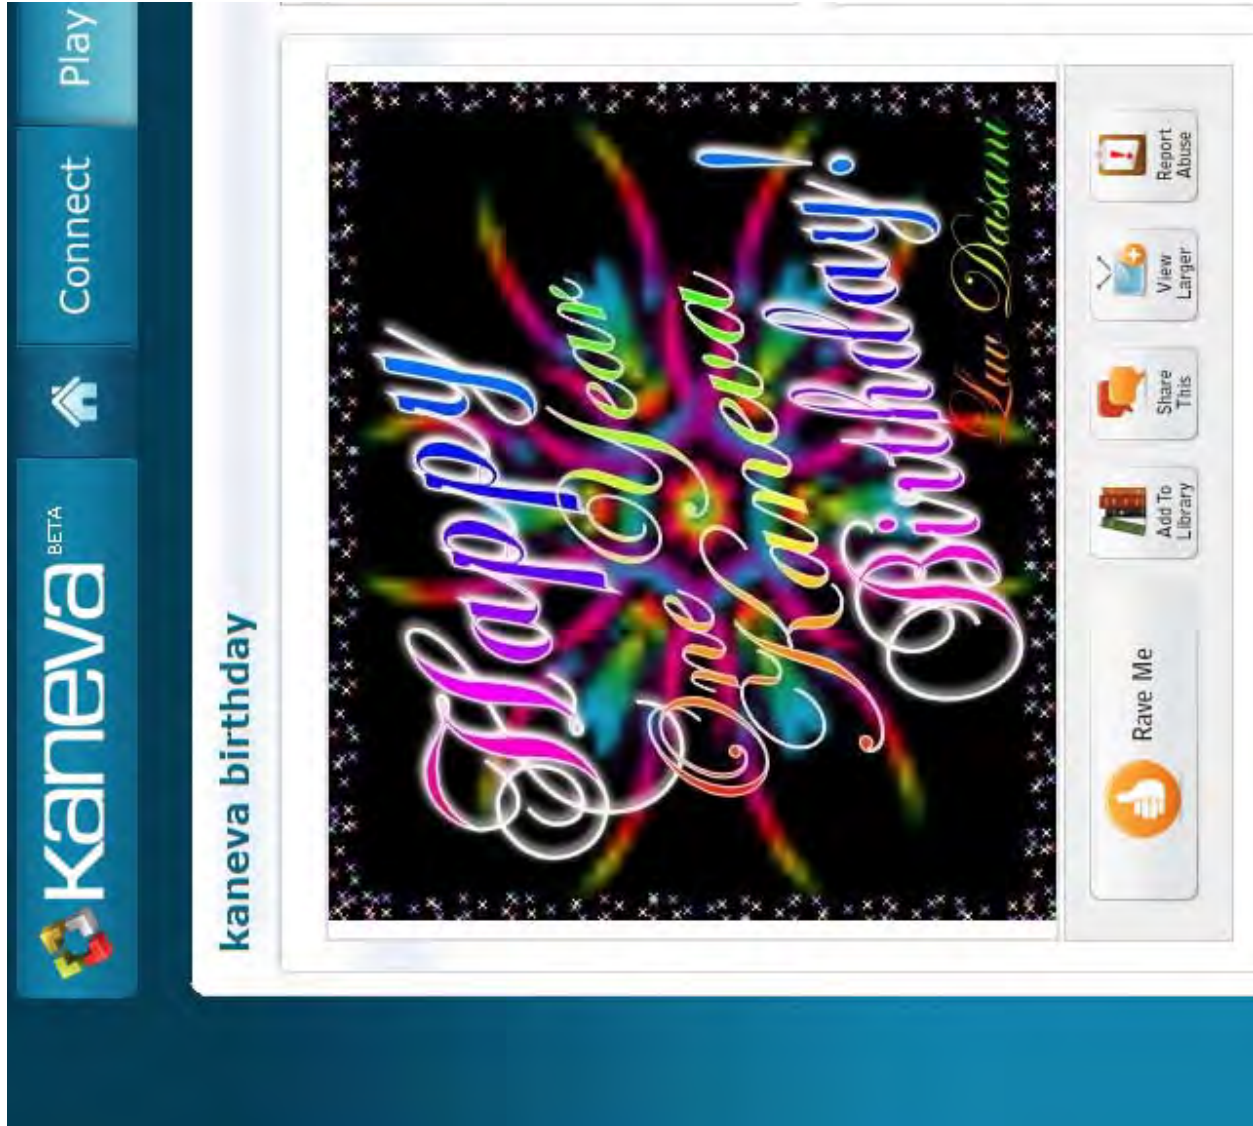 kaneva BETA
Connect
Play
kaneva birthday
Happy
One Year
Kaneva
Birthday!
Luv Dasani
Rave Me
Add To
Library
Share
This
View
Larger
Report
Abuse